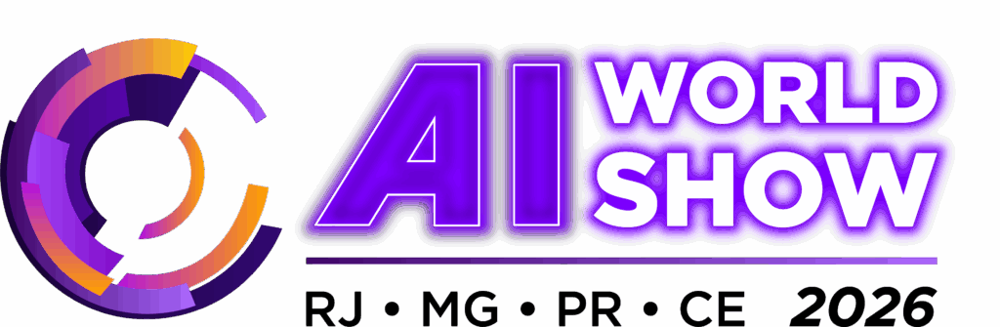 AI WORLD
SHOW
RJ • MG • PR • CE 2026